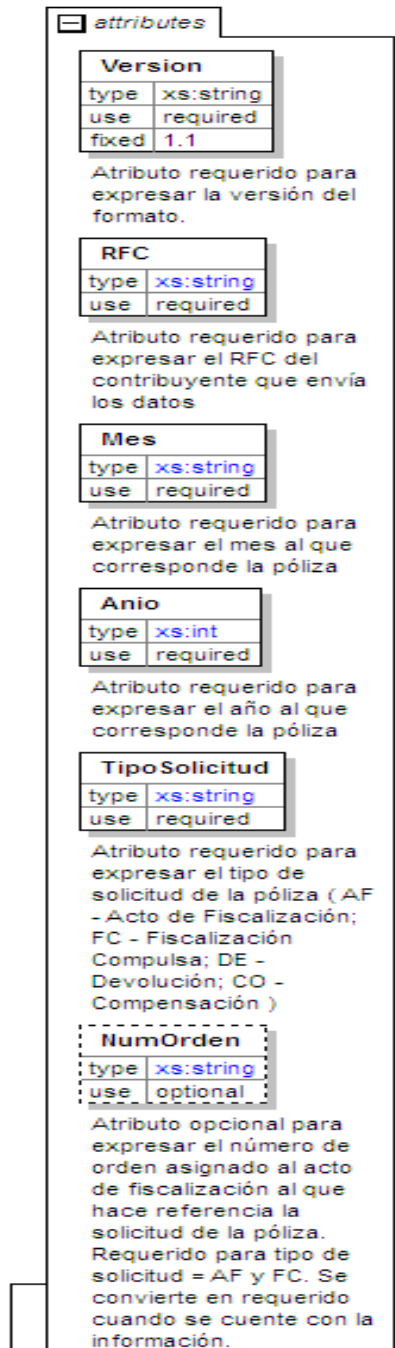 attributes
Version
type xs:string
use required
fixed 1.1
Atributo requerido para
expresar la versión del
formato.
RFC
type xs:string
use required
Atributo requerido para
expresar el RFC del
contribuyente que envía
los datos
Mes
type xs:string
use required
Atributo requerido para
expresar el mes al que
corresponde la póliza
Anio
type xs:int
use required
Atributo requerido para
expresar el año al que
corresponde la póliza
TipoSolicitud
type xs:string
use required
Atributo requerido para
expresar el tipo de
solicitud de la póliza ( AF
- Acto de Fiscalización;
FC - Fiscalización
Compulsa; DE -
Devolución; CO -
Compensación )
NumOrden
type xs:string
use optional
Atributo opcional para
expresar el número de
orden asignado al acto
de fiscalización al que
hace referencia la
solicitud de la póliza.
Requerido para tipo de
solicitud = AF y FC. Se
convierte en requerido
cuando se cuente con la
información.